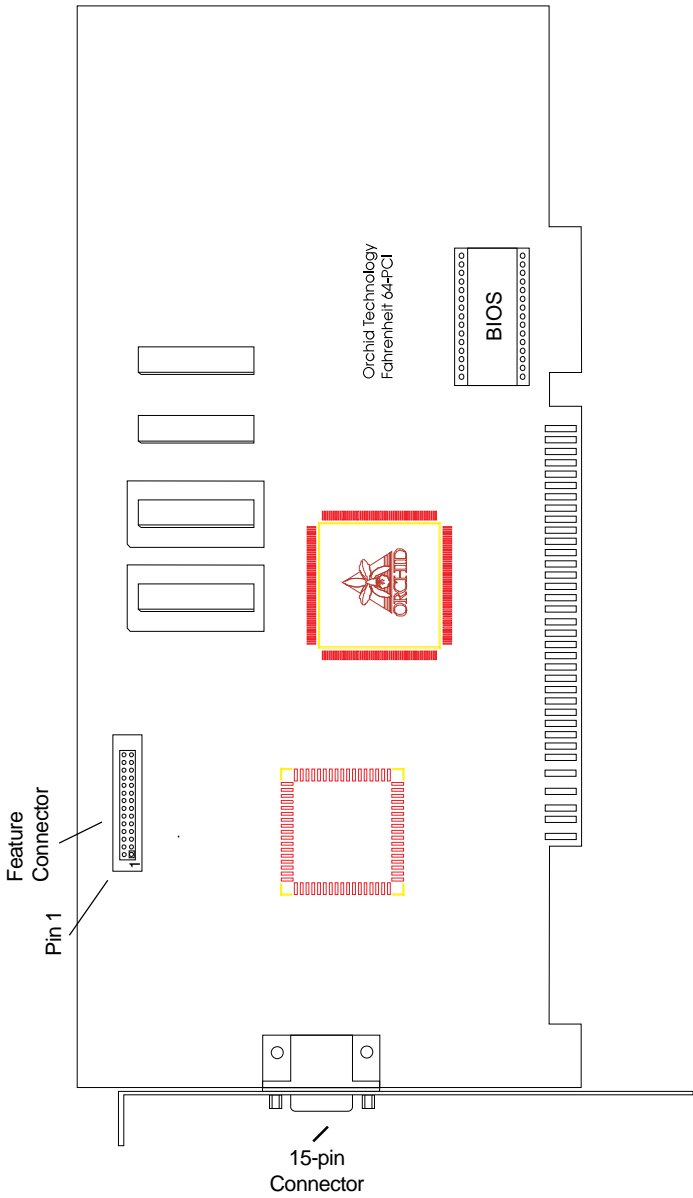 Orchid Technology
Fahrenheit 64-PCI
BIOS
ORCHID
Feature
Connector
1
Pin 1
15-pin
Connector